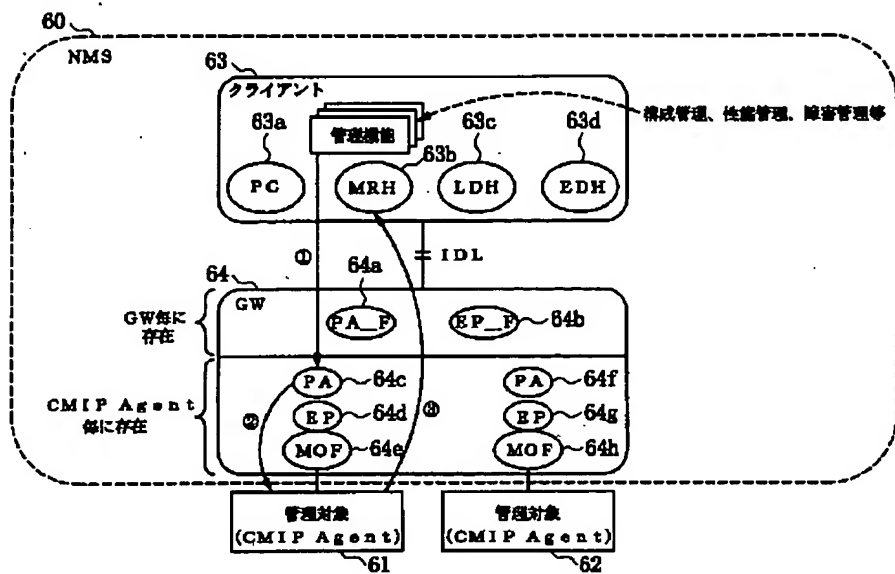 60
NMS
63
クライアント
管理機能
構成管理、性能管理、障害管理等
63a
63b
63c
63d
PC
MRH
LDH
EDH
①
IDL
64
64a
GW
GW毎に
存在
PA_F
EP_F
64b
CMIP Agent
毎に存在
PA
64c
PA
64f
②
EP
64d
③
EP
64g
MOF
64e
MOF
64h
管理対象
(CMIP Agent)
管理対象
(CMIP Agent)
61
62